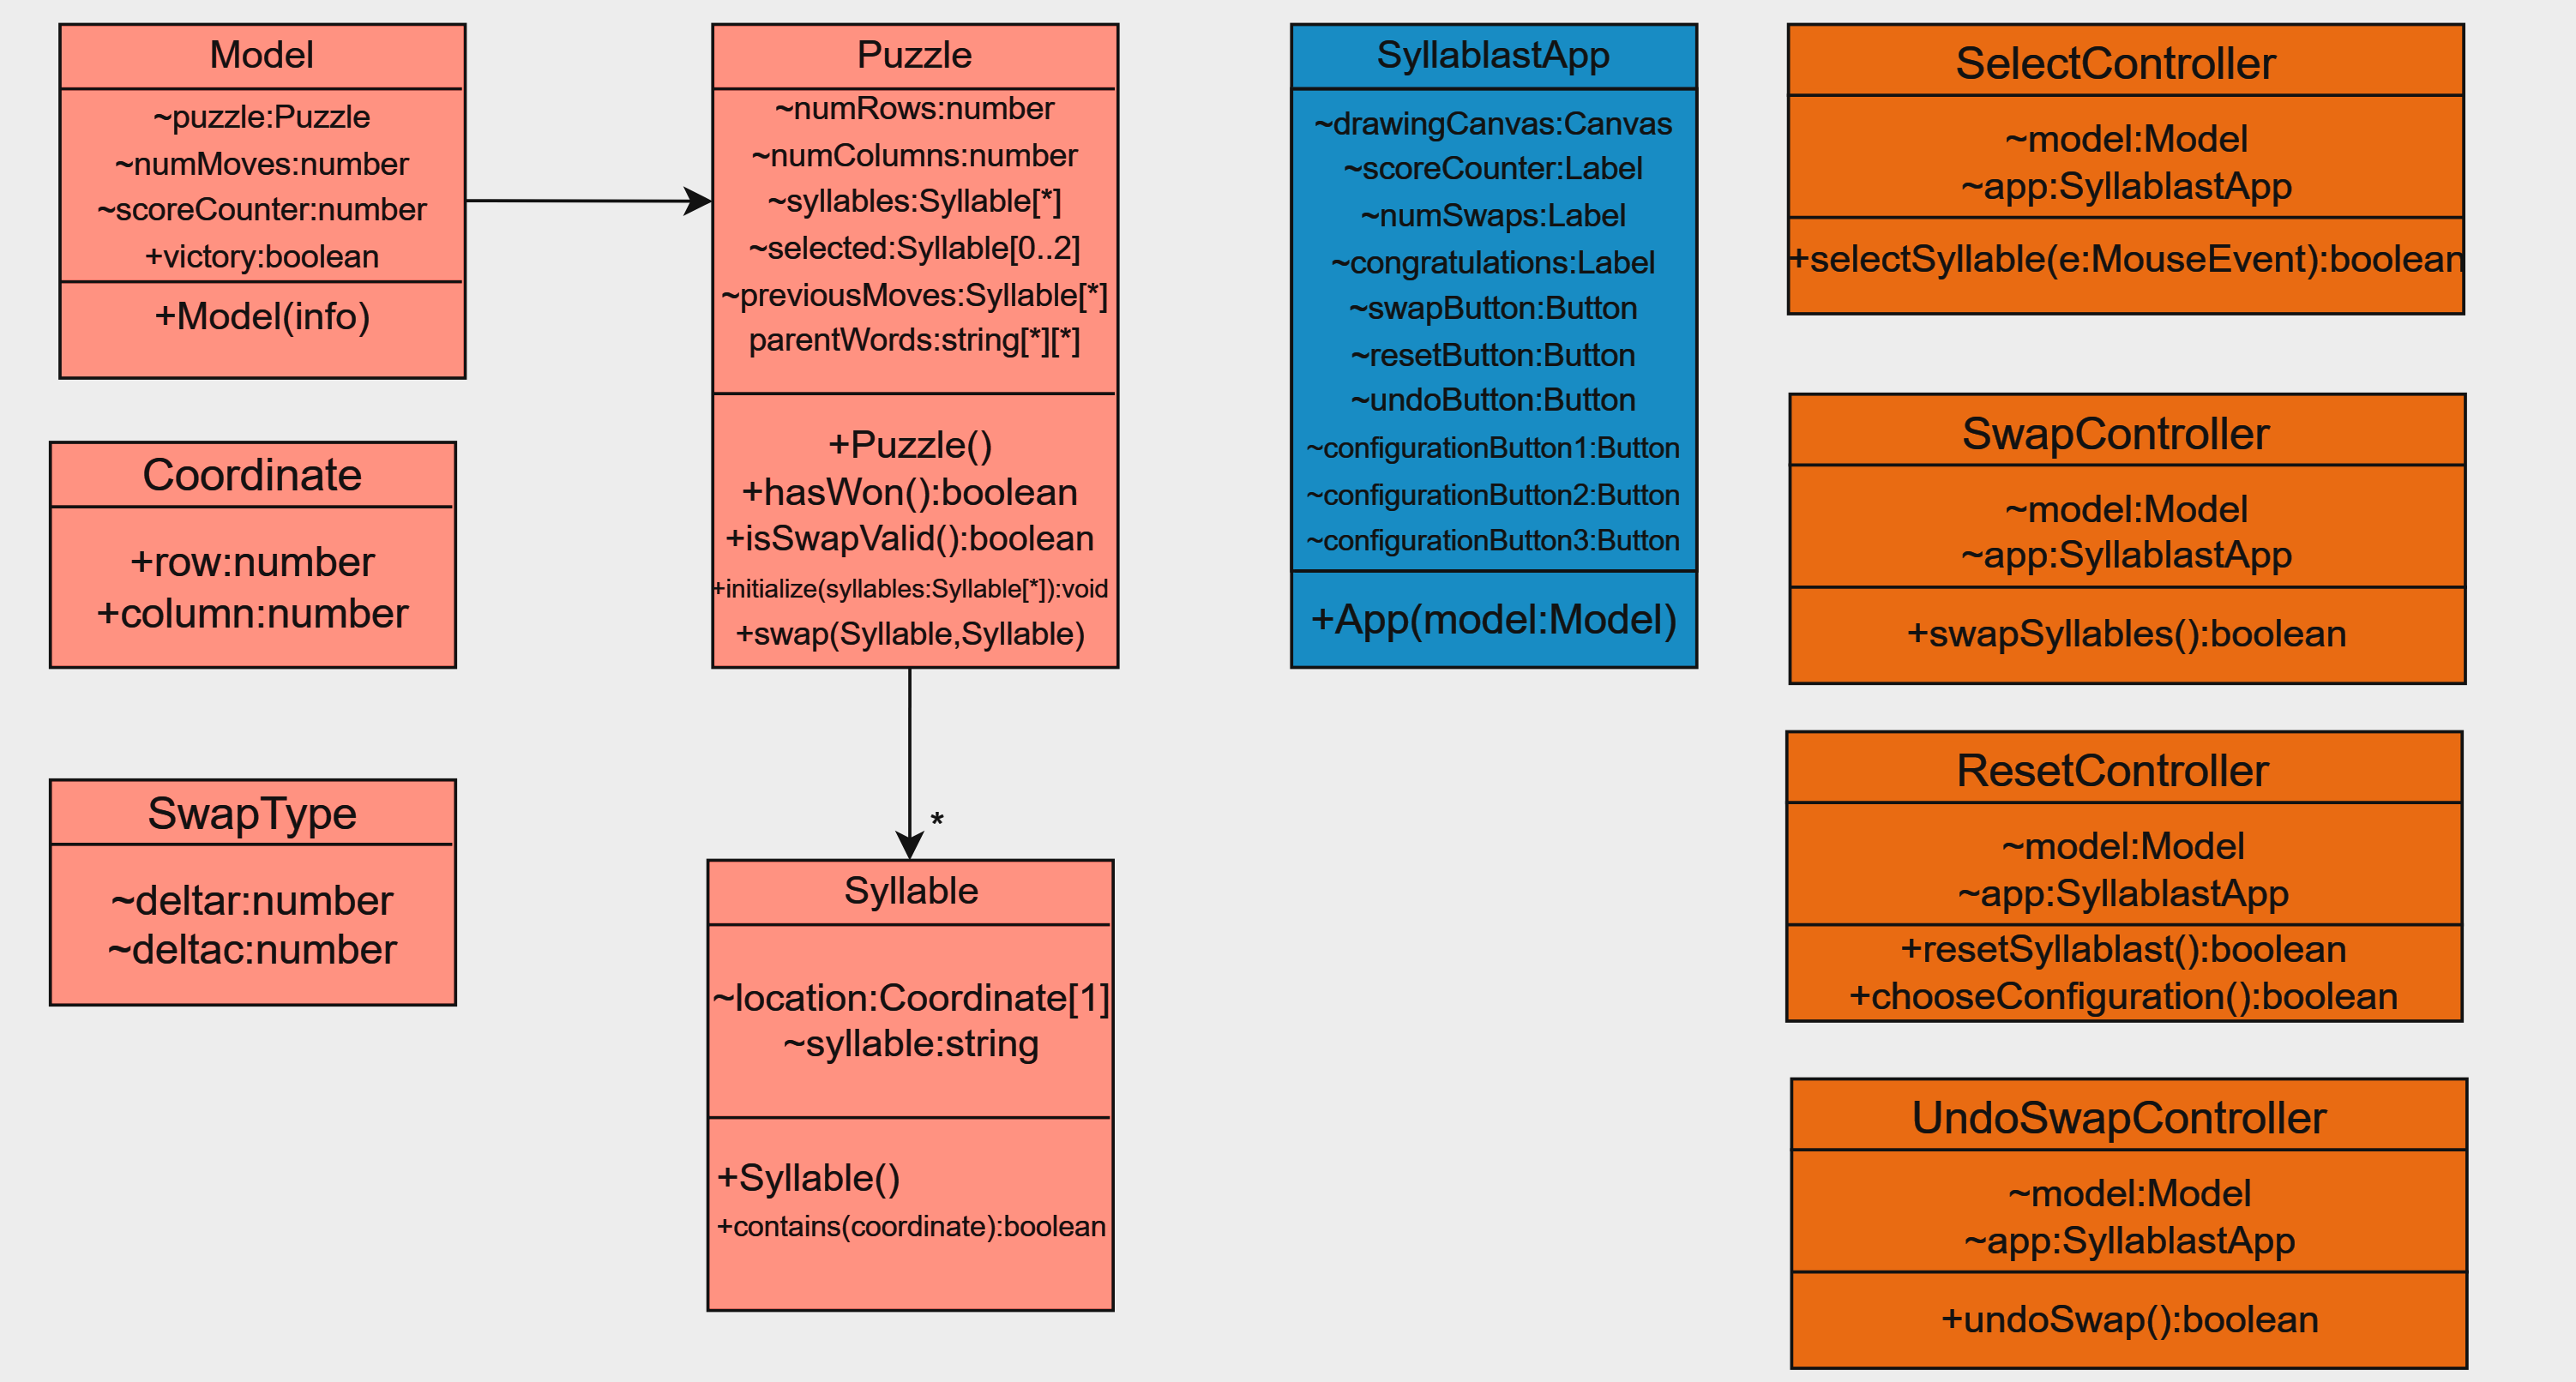 Model
~puzzle:Puzzle
~numMoves:number
~scoreCounter:number
+victory:boolean
+Model(info)
Coordinate
+row:number
+column:number
SwapType
~deltar:number
~deltac:number
Puzzle
~numRows:number
~numColumns:number
~syllables:Syllable[*]
~selected:Syllable[0..2]
~previousMoves:Syllable[*]
parentWords:string[*][*]
+Puzzle()
+hasWon():boolean
+isSwapValid():boolean
+initialize(syllables:Syllable[*]):void
+swap(Syllable,Syllable)
*
Syllable
~location:Coordinate[1]
~syllable:string
+Syllable()
+contains(coordinate):boolean
SyllablastApp
~drawingCanvas:Canvas
~scoreCounter:Label
~numSwaps:Label
~congratulations:Label
~swapButton:Button
~resetButton:Button
~undoButton:Button
~configurationButton1:Button
~configurationButton2:Button
~configurationButton3:Button
+App(model:Model)
SelectController
~model:Model
~app:SyllablastApp
+selectSyllable(e:MouseEvent):boolean
SwapController
~model:Model
~app:SyllablastApp
+swapSyllables():boolean
ResetController
~model:Model
~app:SyllablastApp
+resetSyllablast():boolean
+chooseConfiguration():boolean
UndoSwapController
~model:Model
~app:SyllablastApp
+undoSwap():boolean